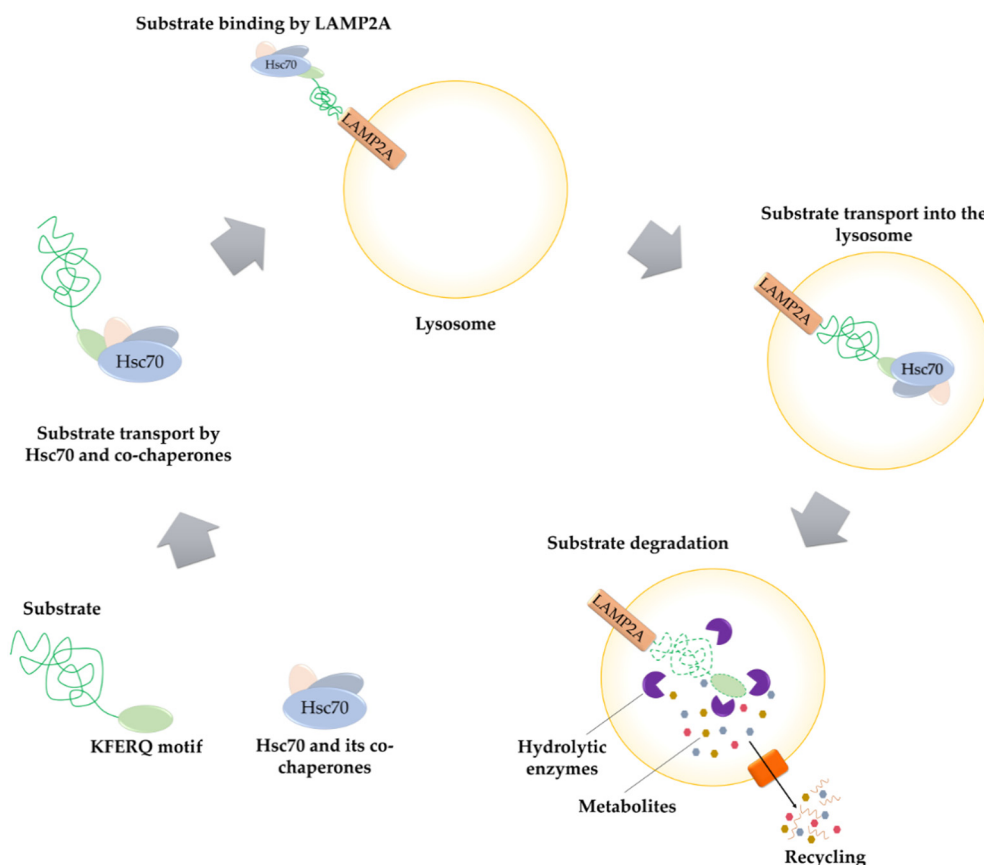 Substrate binding by LAMP2A
Hsc70
LAMP2A
Lysosome
Substrate transport into the
lysosome
LAMP2A
Hsc70
Hsc70
Substrate transport by
Hsc70 and co-chaperones
Substrate degradation
LAMP2A
Substrate
KFERQ motif
Hsc70
Hsc70 and its co-
chaperones
Hydrolytic
enzymes
Metabolites
Recycling